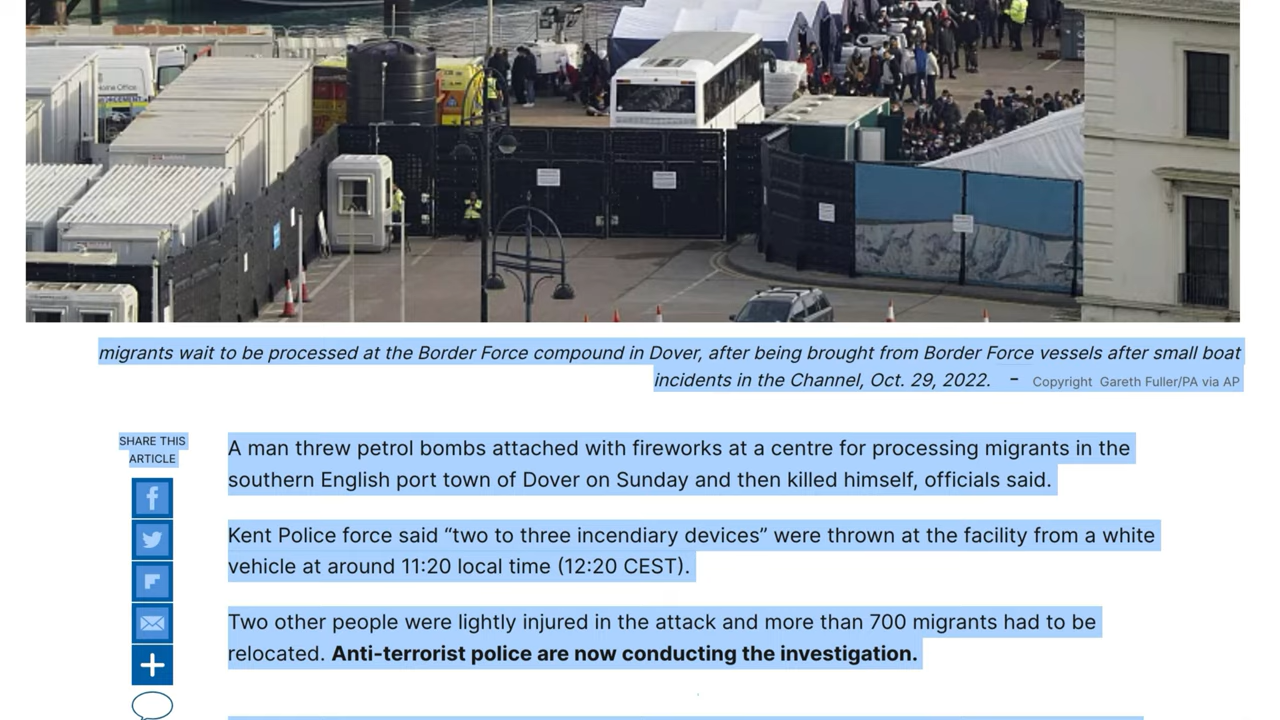 Home Office
migrants wait to be processed at the Border Force compound in Dover, after being brought from Border Force vessels after small boat
incidents in the Channel, Oct. 29, 2022. - Copyright Gareth Fuller/PA via AP
SHARE THIS
ARTICLE
A man threw petrol bombs attached with fireworks at a centre for processing migrants in the
southern English port town of Dover on Sunday and then killed himself, officials said.
Kent Police force said “two to three incendiary devices” were thrown at the facility from a white
vehicle at around 11:20 local time (12:20 CEST).
Two other people were lightly injured in the attack and more than 700 migrants had to be
relocated. Anti-terrorist police are now conducting the investigation.